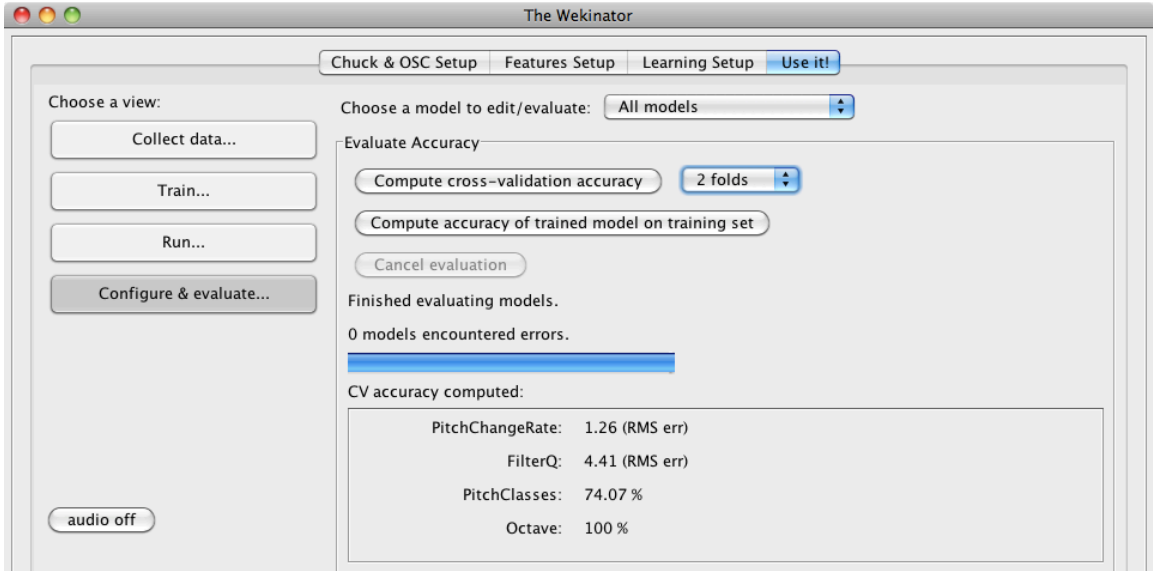 The Wekinator
Chuck & OSC Setup Features Setup Learning Setup Use it!
Choose a view:
Collect data...
Train...
Run...
Configure & evaluate...
audio off
Choose a model to edit/evaluate: All models
Evaluate Accuracy
Compute cross-validation accuracy 2 folds
Compute accuracy of trained model on training set
Cancel evaluation
Finished evaluating models.
0 models encountered errors.
CV accuracy computed:
PitchChangeRate: 1.26 (RMS err)
FilterQ: 4.41 (RMS err)
PitchClasses: 74.07 %
Octave: 100 %